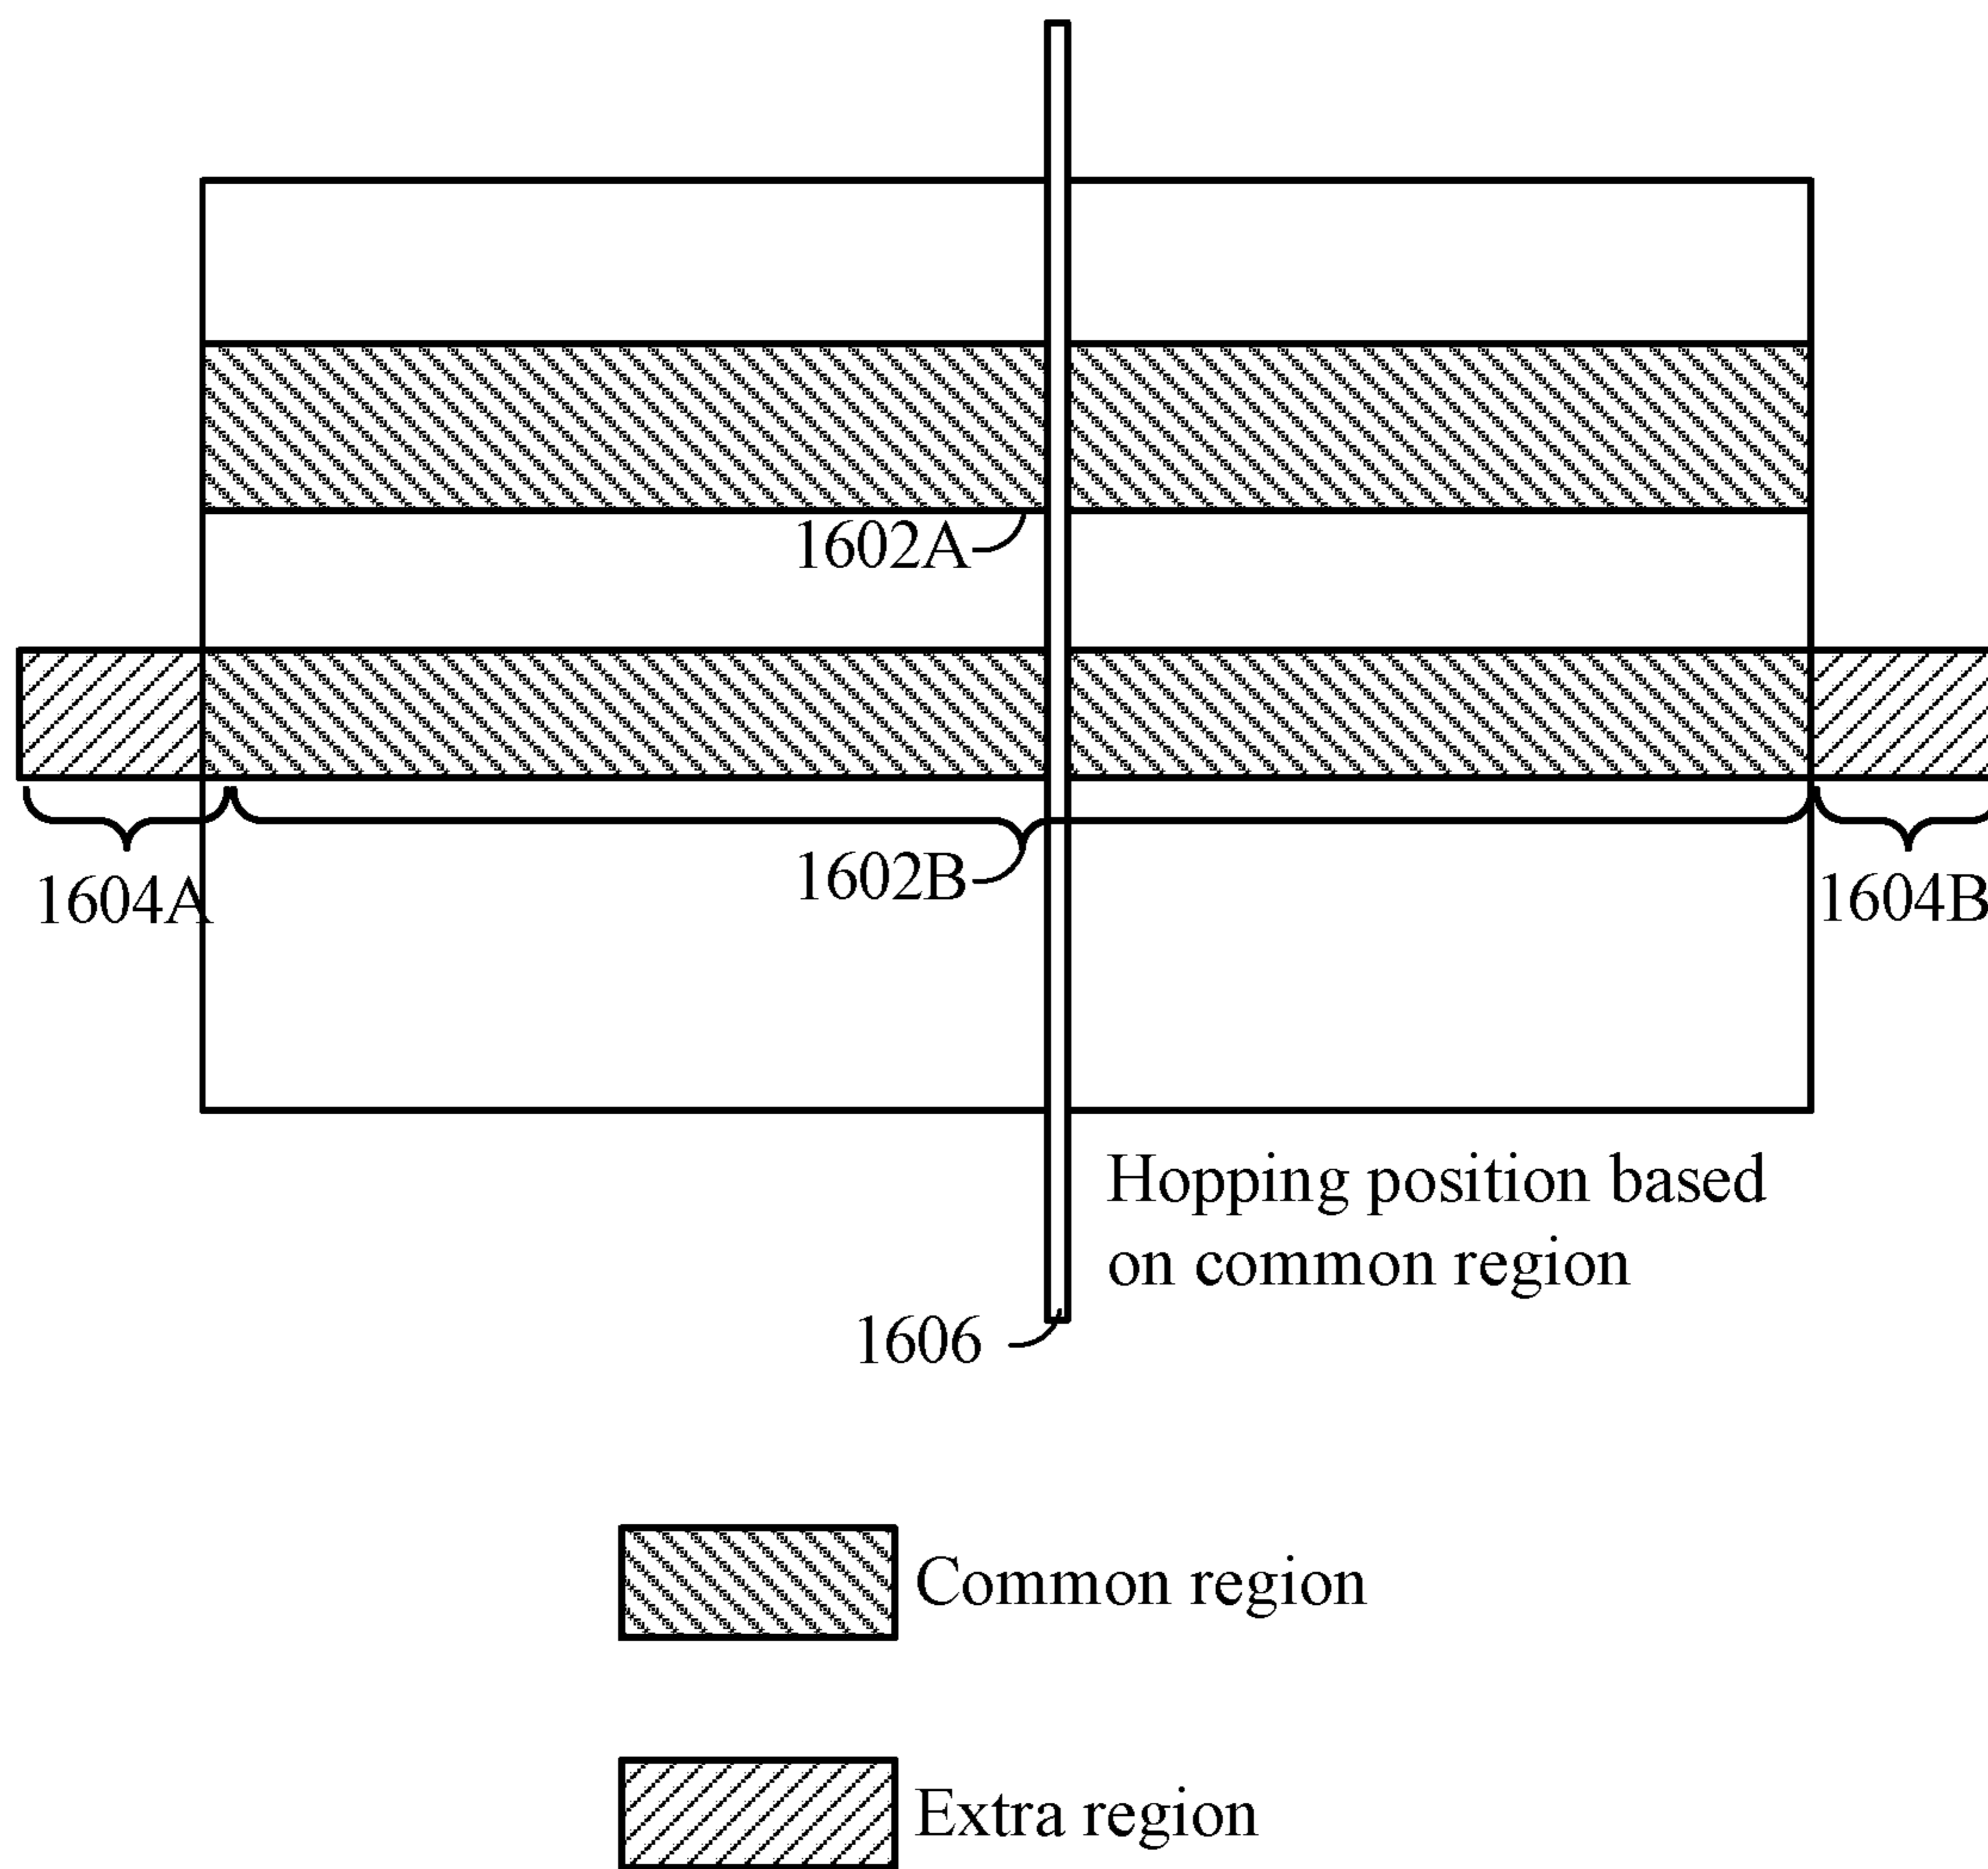 1602A
1602B
1604A
1604B
Hopping position based
on common region
1606
Common region
Extra region